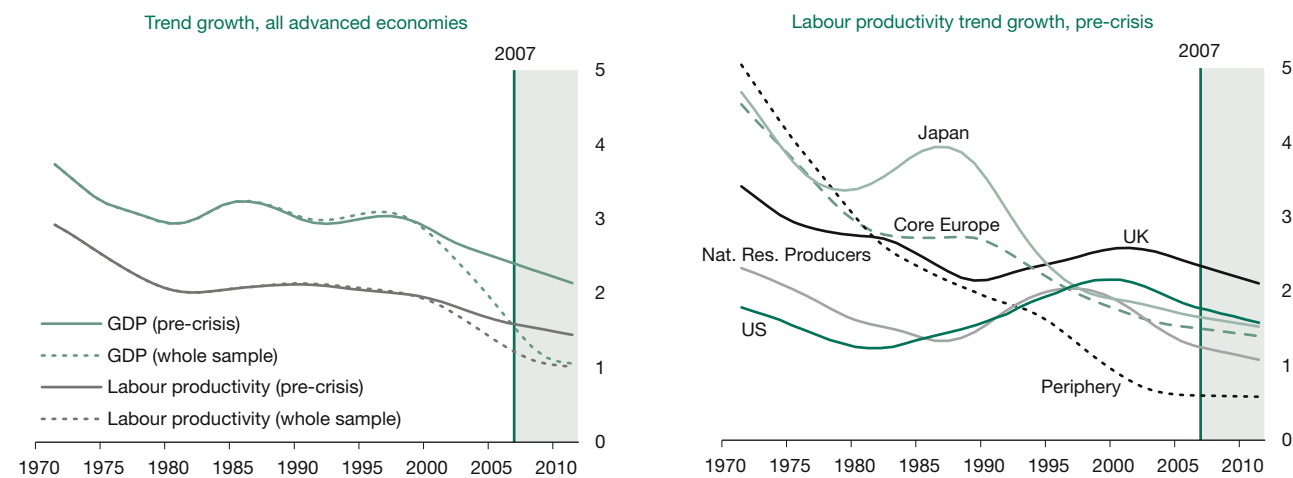 Trend growth, all advanced economies
2007
5
4
3
2
1
0
GDP (pre-crisis)
GDP (whole sample)
Labour productivity (pre-crisis)
Labour productivity (whole sample)
1970 1975 1980 1985 1990 1995 2000 2005 2010
Labour productivity trend growth, pre-crisis
2007
5
4
3
2
1
0
Japan
Core Europe
UK
Nat. Res. Producers
US
Periphery
1970 1975 1980 1985 1990 1995 2000 2005 2010